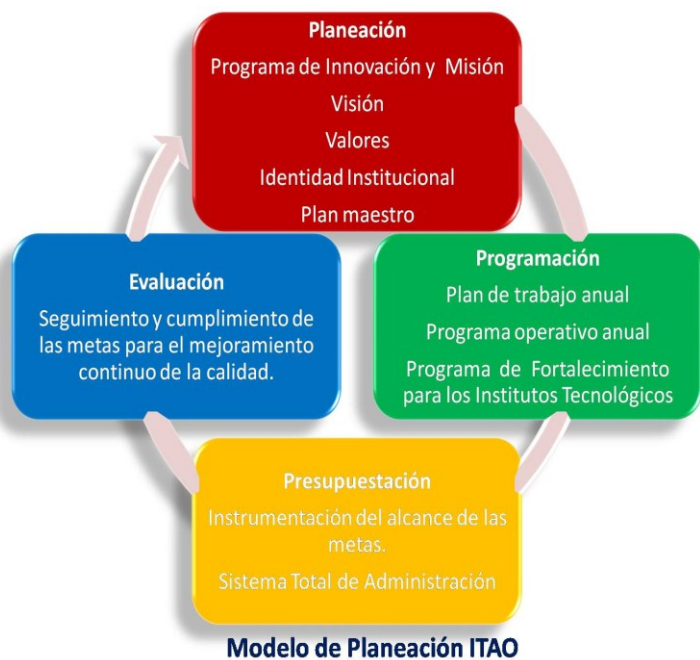 Planeación
Programa de Innovación y Misión
Visión
Valores
Identidad Institucional
Plan maestro
Programación
Plan de trabajo anual
Programa operativo anual
Programa de Fortalecimiento
para los Institutos Tecnológicos
Presupuestación
Instrumentación del alcance de las
metas.
Sistema Total de Administración
Evaluación
Seguimiento y cumplimiento de
las metas para el mejoramiento
continuo de la calidad.
Modelo de Planeación ITAO